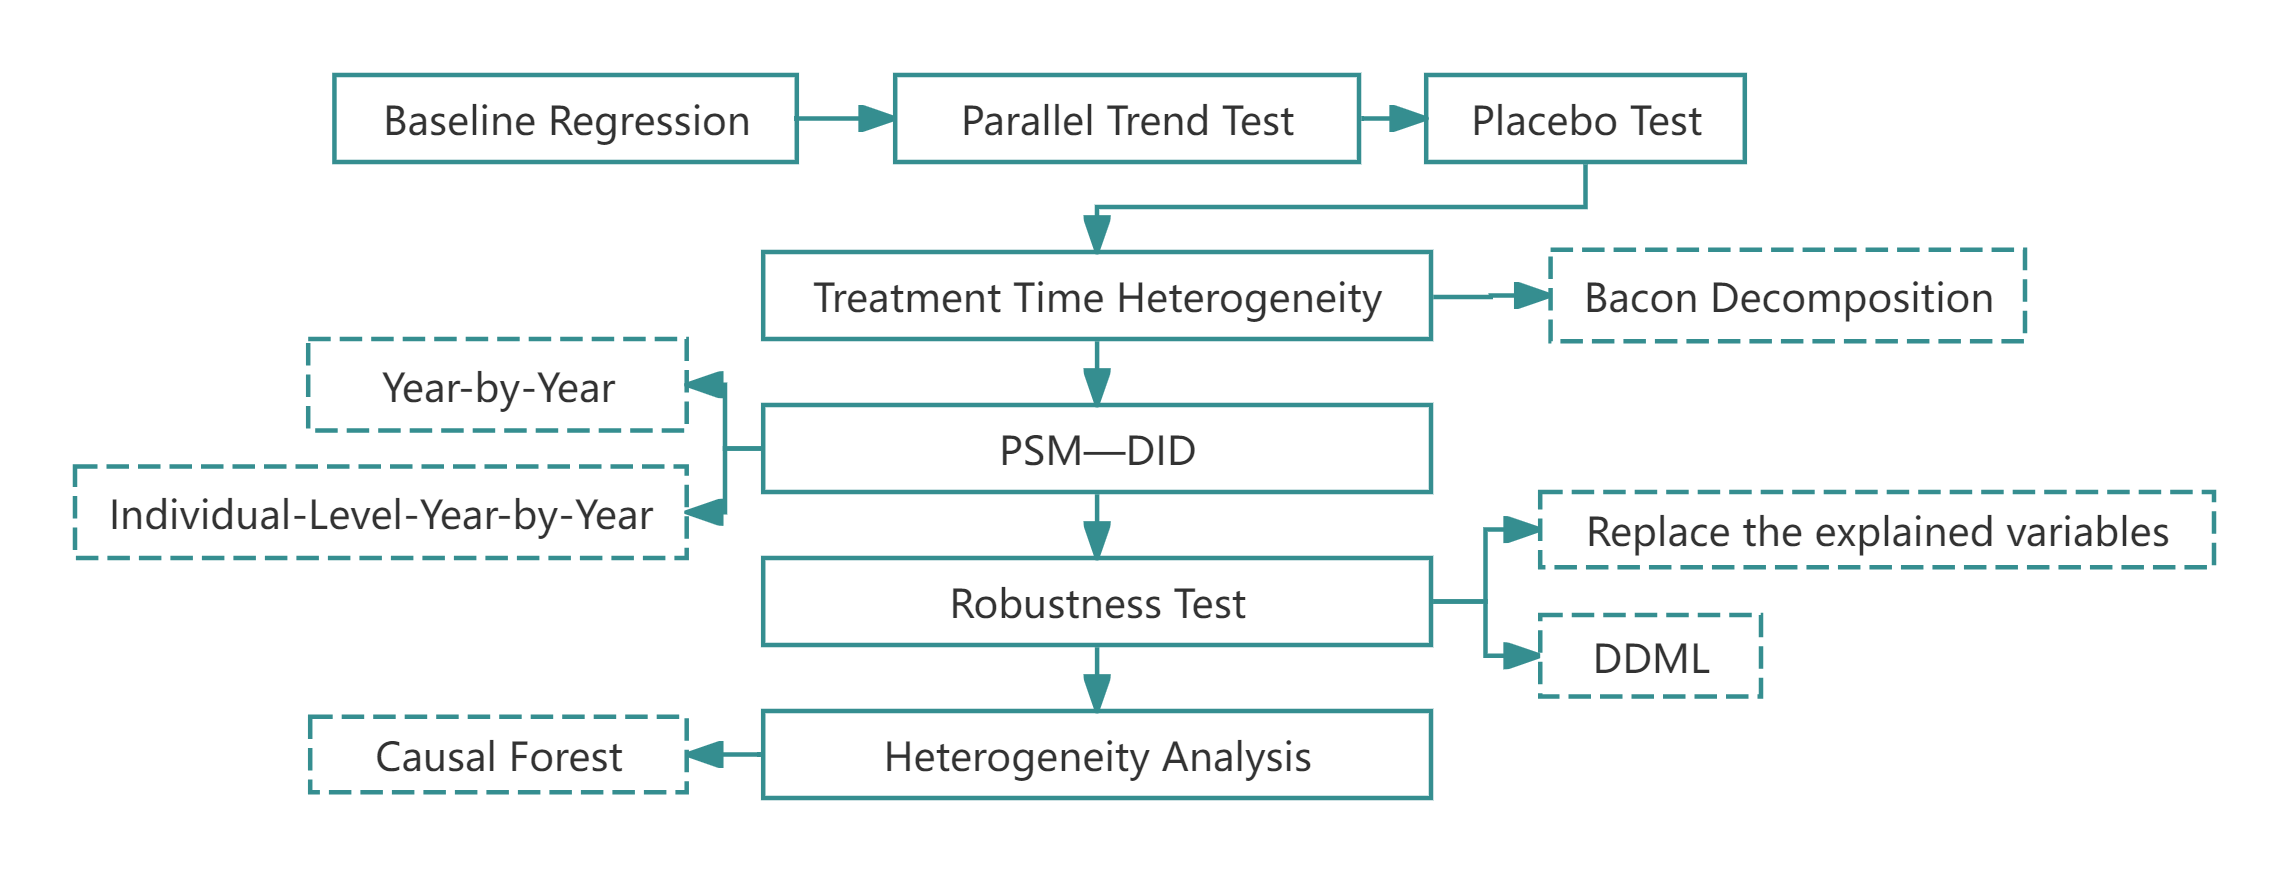 Baseline Regression
Parallel Trend Test
Placebo Test
Treatment Time Heterogeneity
Bacon Decomposition
Year-by-Year
PSM—DID
Individual-Level-Year-by-Year
Replace the explained variables
Robustness Test
DDML
Causal Forest
Heterogeneity Analysis